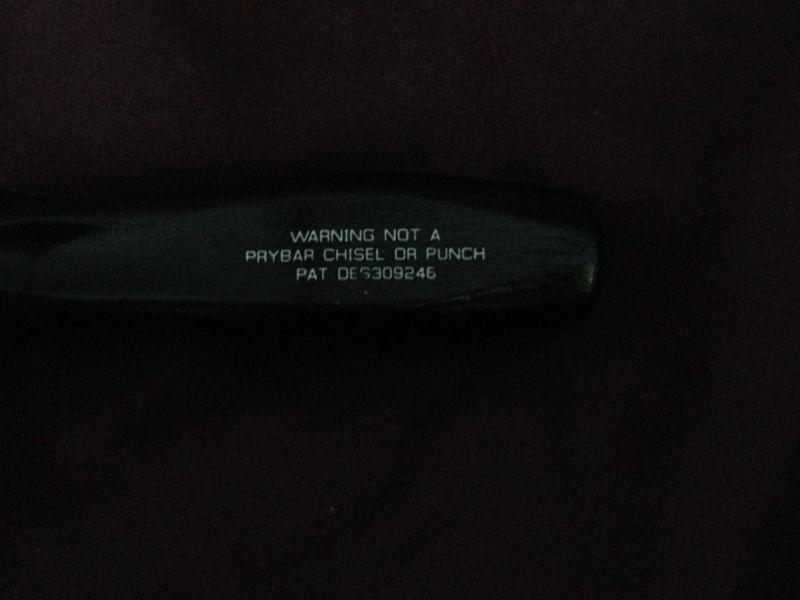 WARNING NOT A
PRYBAR CHISEL OR PUNCH
PAT DES309246